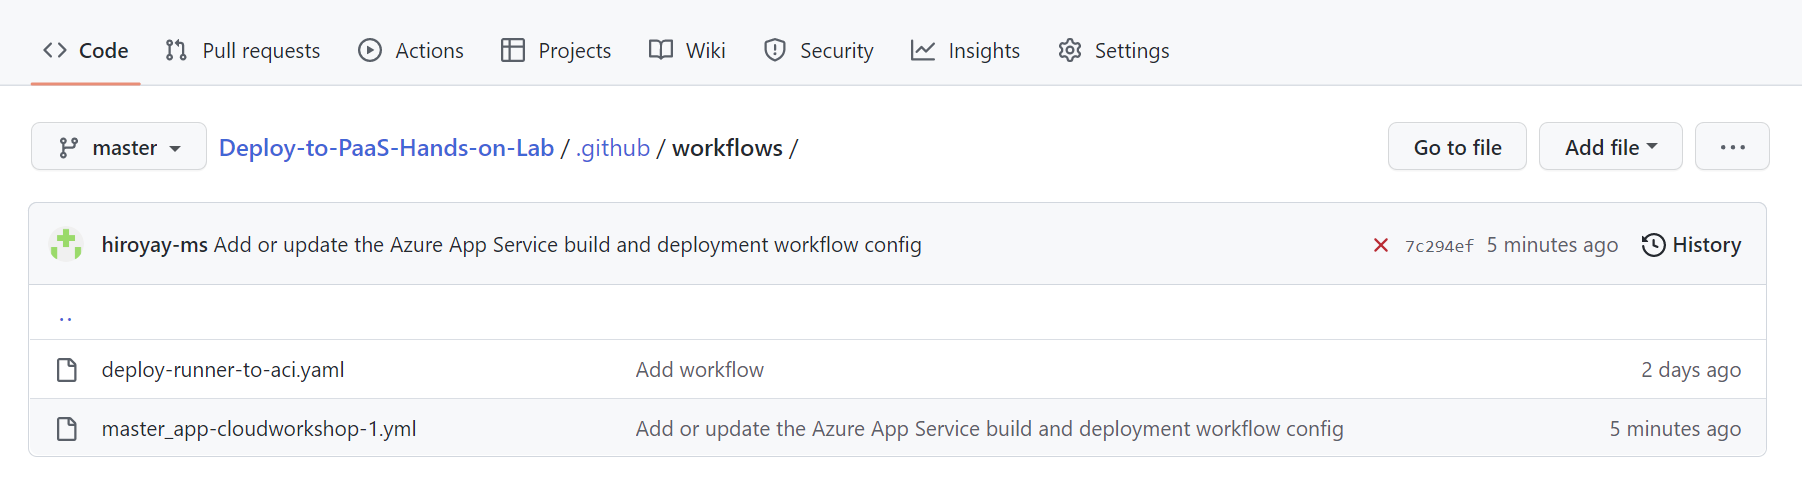 Code Pull requests Actions Projects Wiki Security Insights Settings
master Deploy-to-PaaS-Hands-on-Lab / .github / workflows / Go to file Add file ...
hiroyay-ms Add or update the Azure App Service build and deployment workflow config 7c294ef 5 minutes ago History
..
deploy-runner-to-aci.yaml Add workflow 2 days ago
master_app-cloudworkshop-1.yml Add or update the Azure App Service build and deployment workflow config 5 minutes ago